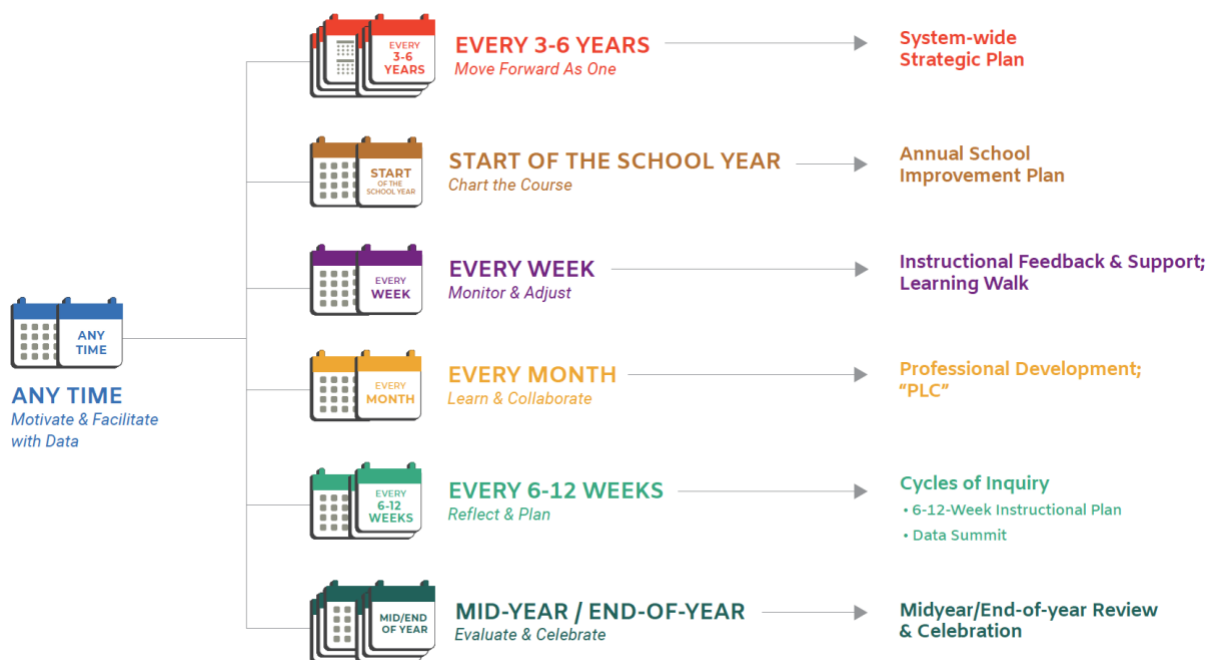 ANY
TIME
ANY TIME
Motivate & Facilitate
with Data
EVERY
3-6
YEARS
EVERY 3-6 YEARS
Move Forward As One
System-wide
Strategic Plan
START
OF THE
SCHOOL YEAR
START OF THE SCHOOL YEAR
Chart the Course
Annual School
Improvement Plan
EVERY
WEEK
EVERY WEEK
Monitor & Adjust
Instructional Feedback & Support;
Learning Walk
EVERY
MONTH
EVERY MONTH
Learn & Collaborate
Professional Development;
“PLC”
EVERY
6-12
WEEKS
EVERY 6-12 WEEKS
Reflect & Plan
Cycles of Inquiry
• 6-12-Week Instructional Plan
• Data Summit
MID/END
OF YEAR
MID-YEAR / END-OF-YEAR
Evaluate & Celebrate
Midyear/End-of-year Review
& Celebration